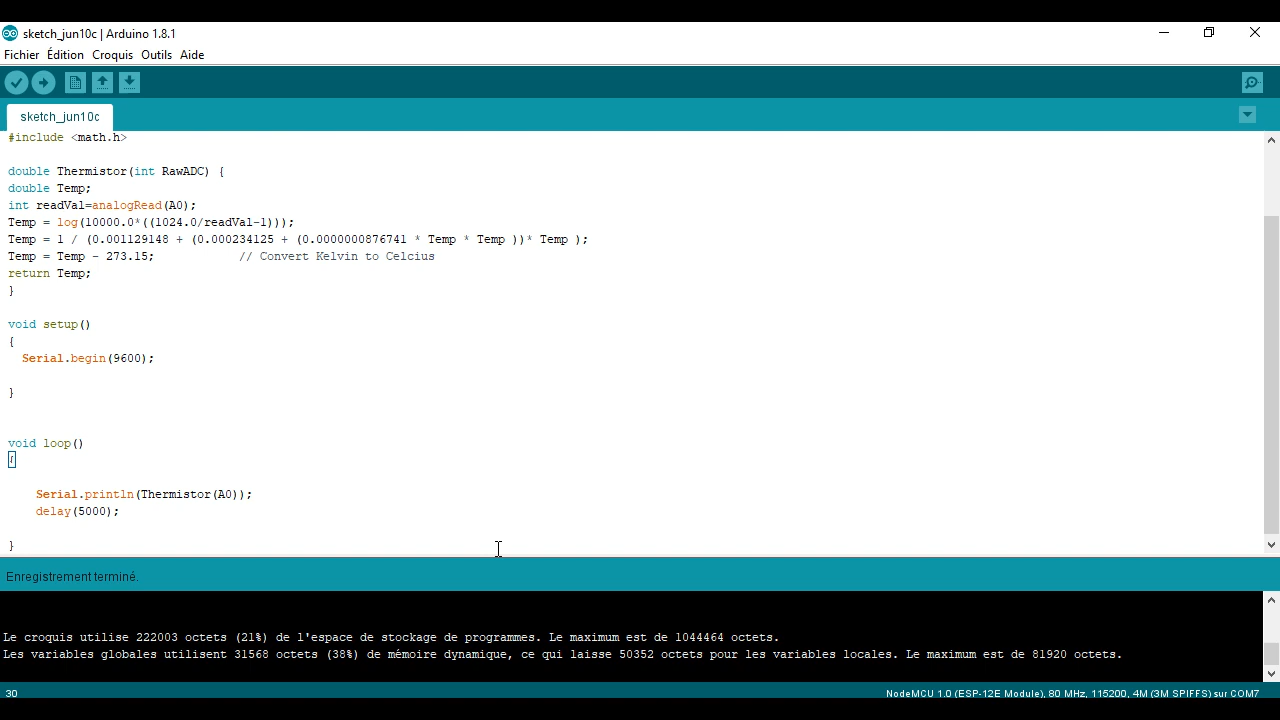 sketch_jun10c | Arduino 1.8.1
Fichier Édition Croquis Outils Aide
sketch_jun10c
#include <math.h>
double Thermistor(int RawADC) {
double Temp;
int readVal=analogRead(A0);
Temp = log(10000.0*((1024.0/readVal-1)));
Temp = 1 / (0.001129148 + (0.000234125 + (0.0000000876741 * Temp * Temp ))* Temp );
Temp = Temp - 273.15;            // Convert Kelvin to Celcius
return Temp;
}
void setup()
{
Serial.begin(9600);
}
void loop()
{
Serial.println(Thermistor(A0));
delay(5000);
}
Enregistrement terminé.
Le croquis utilise 222003 octets (21%) de l'espace de stockage de programmes. Le maximum est de 1044464 octets.
Les variables globales utilisent 31568 octets (38%) de mémoire dynamique, ce qui laisse 50352 octets pour les variables locales. Le maximum est de 81920 octets.
30 NodeMCU 1.0 (ESP-12E Module), 80 MHz, 115200, 4M (3M SPIFFS) sur COM7